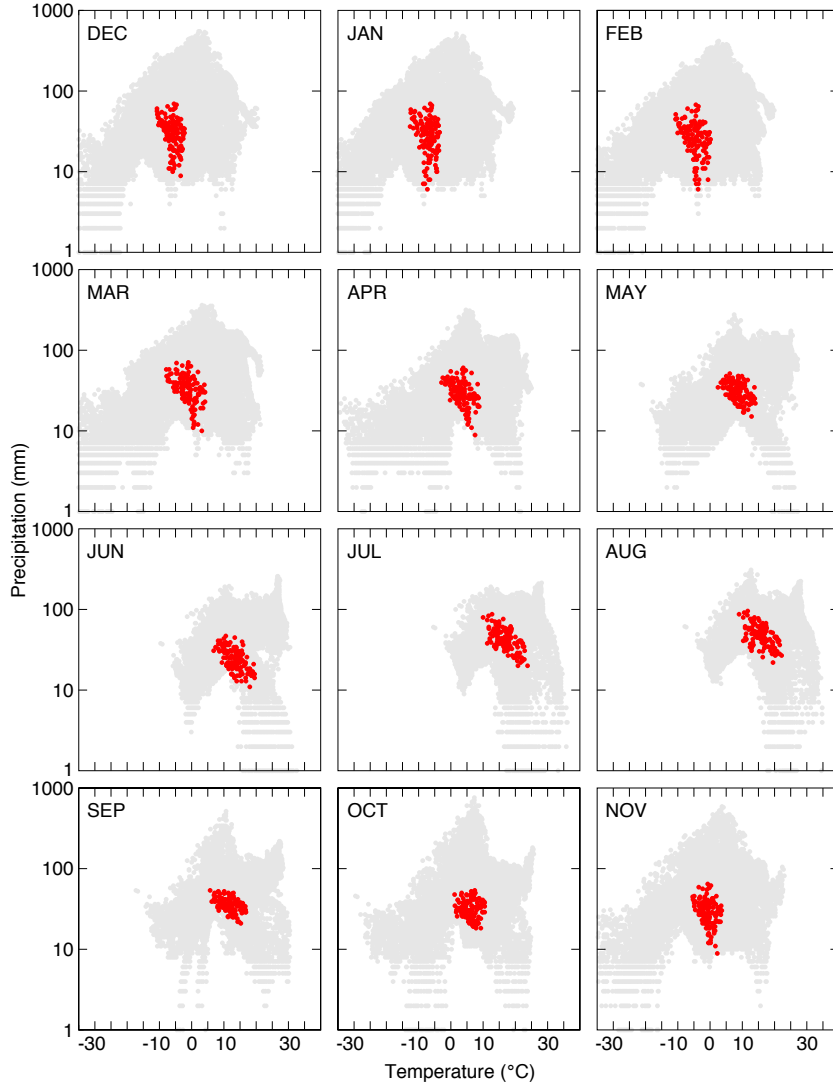 1000
DEC
JAN
FEB
100
10
1
1000
MAR
APR
MAY
100
10
1
Precipitation (mm)
1000
JUN
JUL
AUG
100
10
1
1000
SEP
OCT
NOV
100
10
1
-30 -10 0 10 30 -30 -10 0 10 30 -30 -10 0 10 30
Temperature (°C)